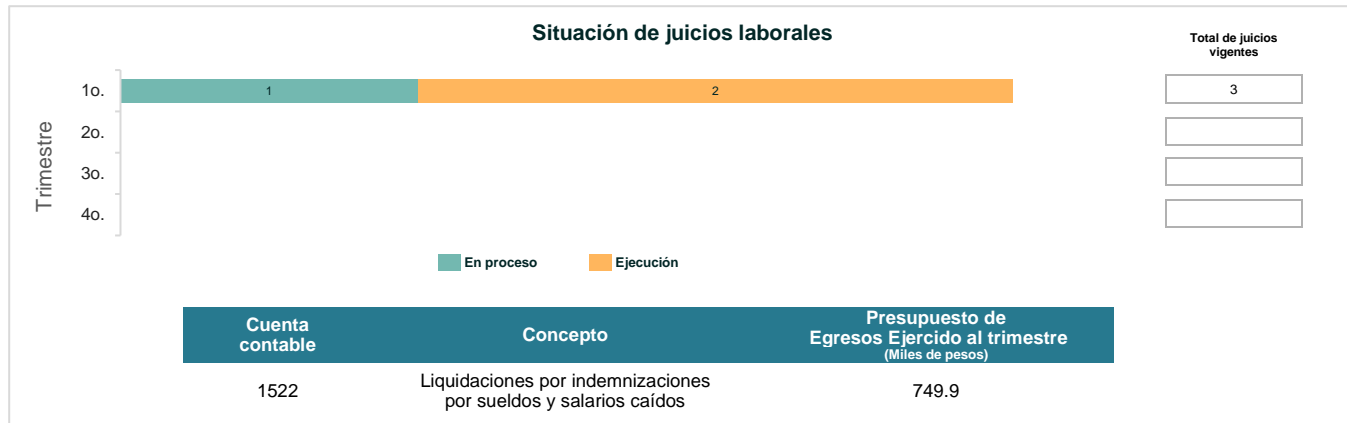 Situación de juicios laborales
Total de juicios
vigentes
Trimestre
1o.
1
2
3
2o.
3o.
4o.
En proceso
Ejecución
Cuenta
contable
Concepto
Presupuesto de
Egresos Ejercido al trimestre
(Miles de pesos)
1522
Liquidaciones por indemnizaciones
por sueldos y salarios caídos
749.9